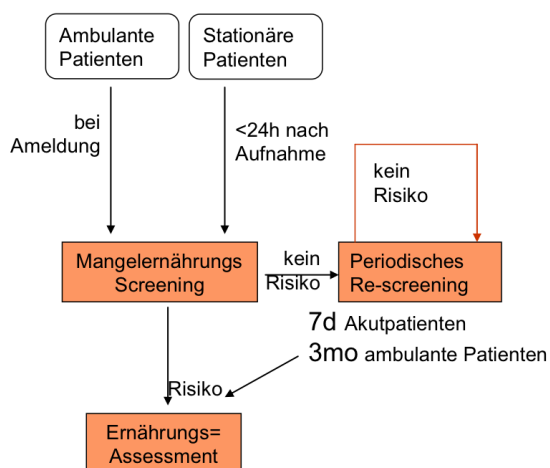 Ambulante
Patienten
Stationäre
Patienten
bei
Ameldung
<24h nach
Aufnahme
kein
Risiko
Mangelernährungs
Screening
kein
Risiko
Periodisches
Re-screening
7d Akutpatienten
3mo ambulante Patienten
Risiko
Ernährungs=
Assessment